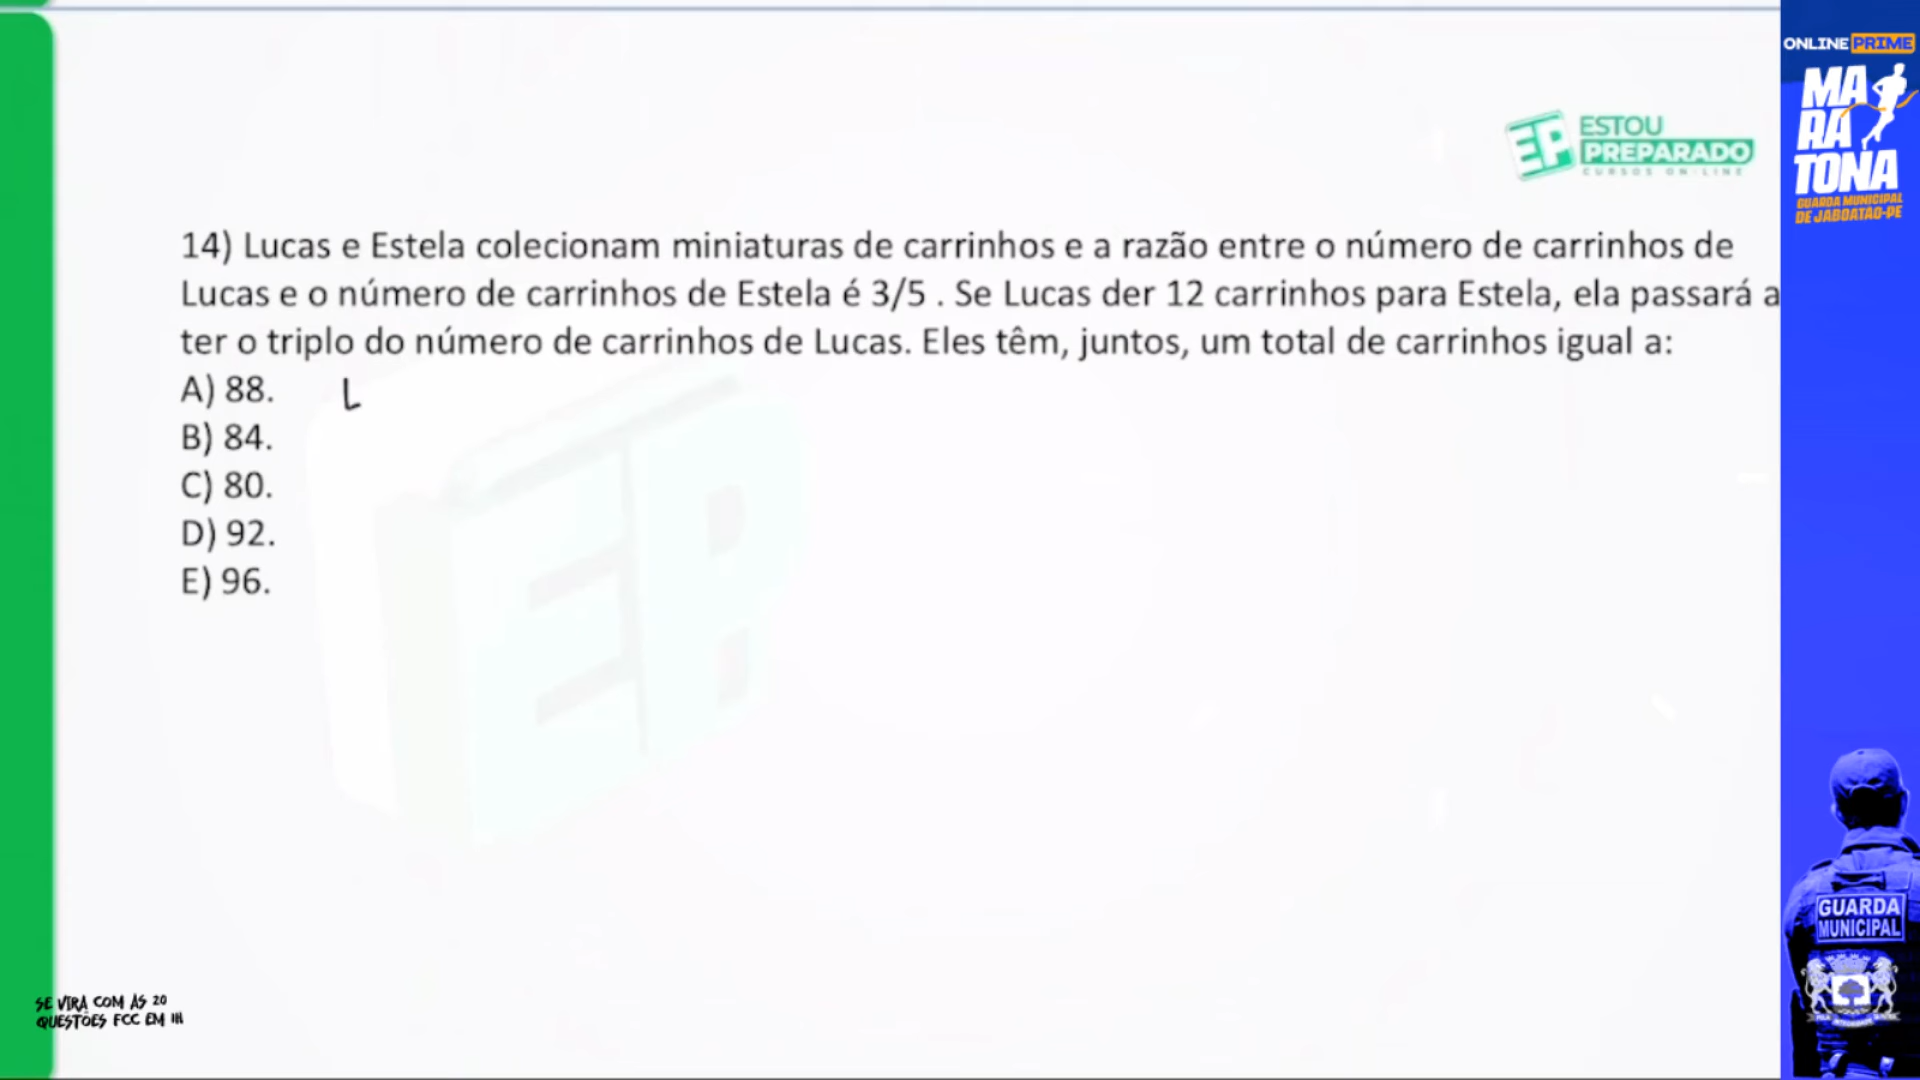 ONLINE PRIME
MA
RA
TONA
GUARDA MUNICIPAL
DE JABOATÃO-PE
EP ESTOU
PREPARADO
CURSOS ON-LINE
14) Lucas e Estela colecionam miniaturas de carrinhos e a razão entre o número de carrinhos de
Lucas e o número de carrinhos de Estela é 3/5 . Se Lucas der 12 carrinhos para Estela, ela passará a
ter o triplo do número de carrinhos de Lucas. Eles têm, juntos, um total de carrinhos igual a:
A) 88. L
B) 84.
C) 80.
D) 92.
E) 96.
EP
GUARDA
MUNICIPAL
SE VIRA COM AS 20
QUESTÕES FCC EM 1H